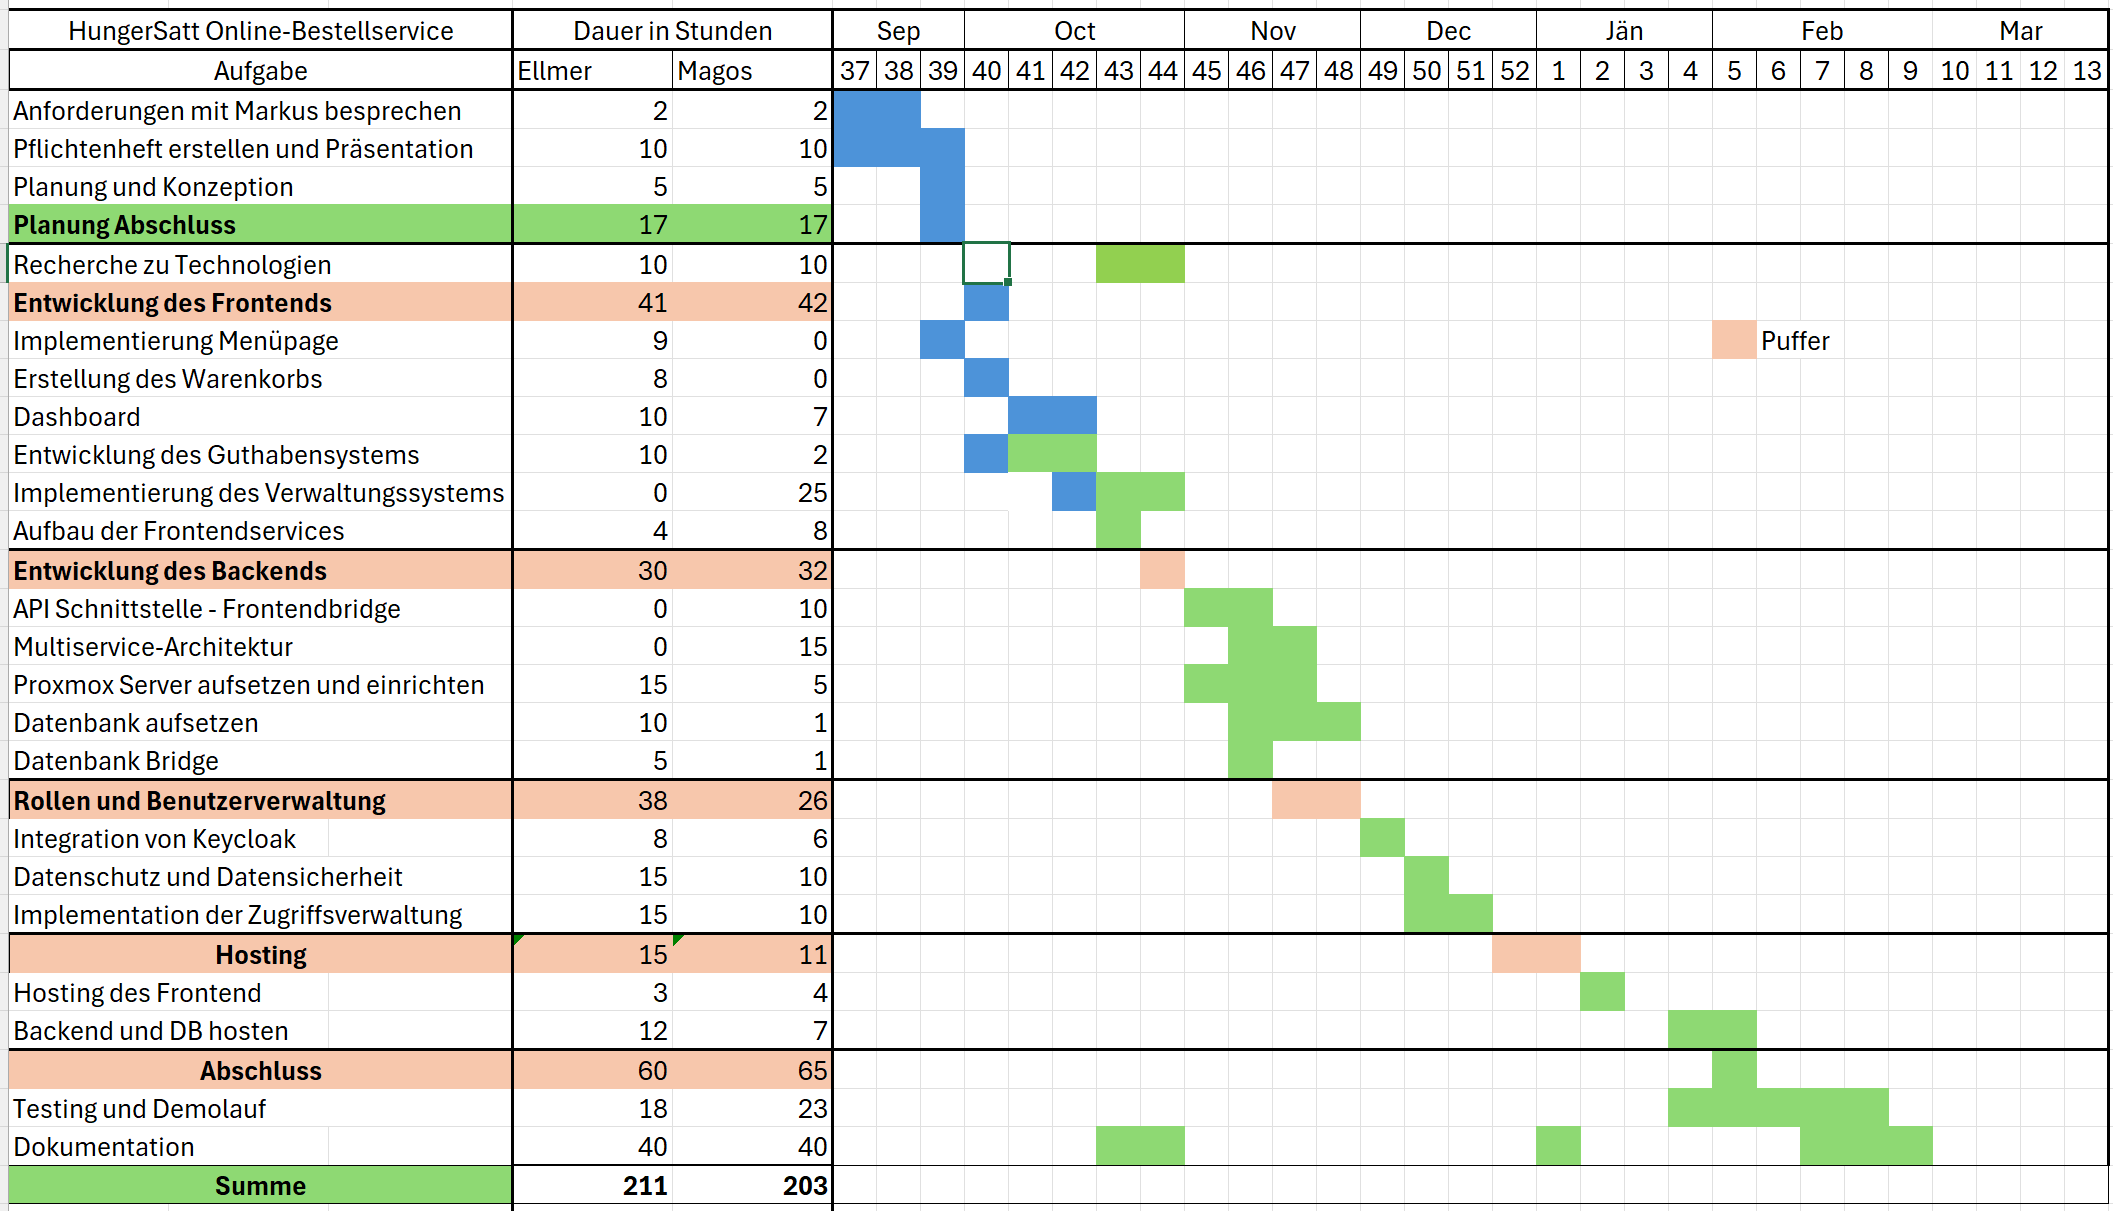 HungerSatt Online-Bestellservice Dauer in Stunden Sep Oct Nov Dec Jän Feb Mar
Aufgabe Ellmer Magos 37 38 39 40 41 42 43 44 45 46 47 48 49 50 51 52 1 2 3 4 5 6 7 8 9 10 11 12 13
Anforderungen mit Markus besprechen 2 2
Pflichtenheft erstellen und Präsentation 10 10
Planung und Konzeption 5 5
Planung Abschluss 17 17
Recherche zu Technologien 10 10
Entwicklung des Frontends 41 42
Implementierung Menüpage 9 0 Puffer
Erstellung des Warenkorbs 8 0
Dashboard 10 7
Entwicklung des Guthabensystems 10 2
Implementierung des Verwaltungssystems 0 25
Aufbau der Frontendservices 4 8
Entwicklung des Backends 30 32
API Schnittstelle - Frontendbridge 0 10
Multiservice-Architektur 0 15
Proxmox Server aufsetzen und einrichten 15 5
Datenbank aufsetzen 10 1
Datenbank Bridge 5 1
Rollen und Benutzerverwaltung 38 26
Integration von Keycloak 8 6
Datenschutz und Datensicherheit 15 10
Implementation der Zugriffsverwaltung 15 10
Hosting 15 11
Hosting des Frontend 3 4
Backend und DB hosten 12 7
Abschluss 60 65
Testing und Demolauf 18 23
Dokumentation 40 40
Summe 211 203